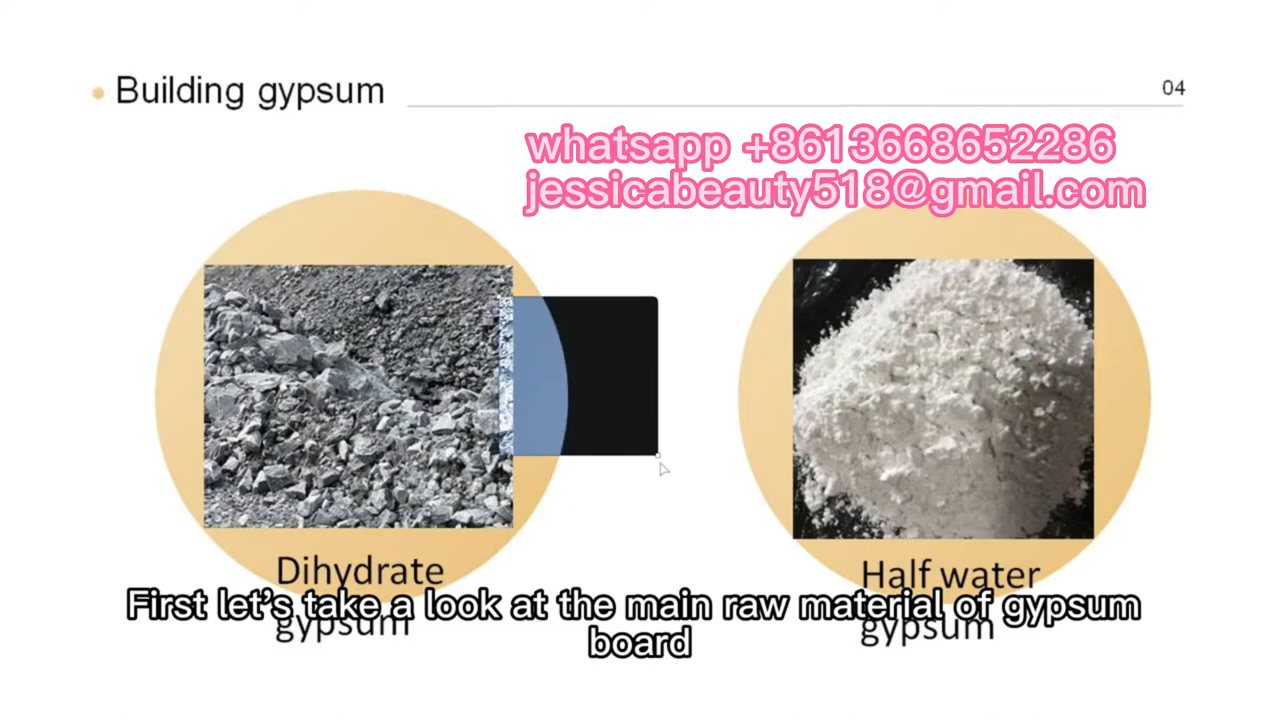 Building gypsum
04
whatsapp +8613668652286
jessicabeauty518@gmail.com
Dihydrate
gypsum
Half water
gypsum
First let's take a look at the main raw material of gypsum
board